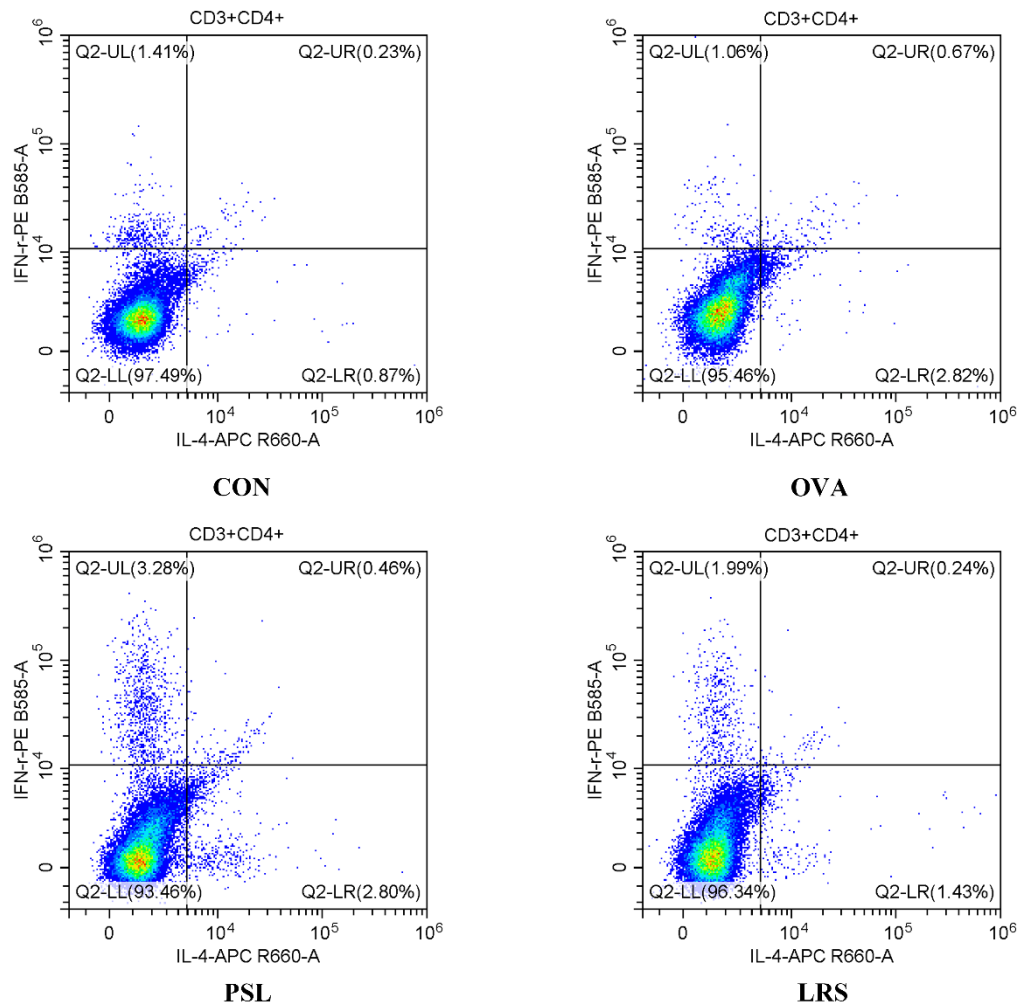 CD3+CD4+
CD3+CD4+
10^6
Q2-UL(1.41%)
Q2-UR(0.23%)
10^6
Q2-UL(1.06%)
Q2-UR(0.67%)
IFN-r-PE B585-A
10^5
IFN-r-PE B585-A
10^5
10^4
10^4
0
0
Q2-LL(97.49%)
Q2-LR(0.87%)
Q2-LL(95.46%)
Q2-LR(2.82%)
0
10^4
10^5
10^6
0
10^4
10^5
10^6
IL-4-APC R660-A
IL-4-APC R660-A
CON
OVA
CD3+CD4+
CD3+CD4+
10^6
Q2-UL(3.28%)
Q2-UR(0.46%)
10^6
Q2-UL(1.99%)
Q2-UR(0.24%)
IFN-r-PE B585-A
10^5
IFN-r-PE B585-A
10^5
10^4
10^4
0
0
Q2-LL(93.46%)
Q2-LR(2.80%)
Q2-LL(96.34%)
Q2-LR(1.43%)
0
10^4
10^5
10^6
0
10^4
10^5
10^6
IL-4-APC R660-A
IL-4-APC R660-A
PSL
LRS